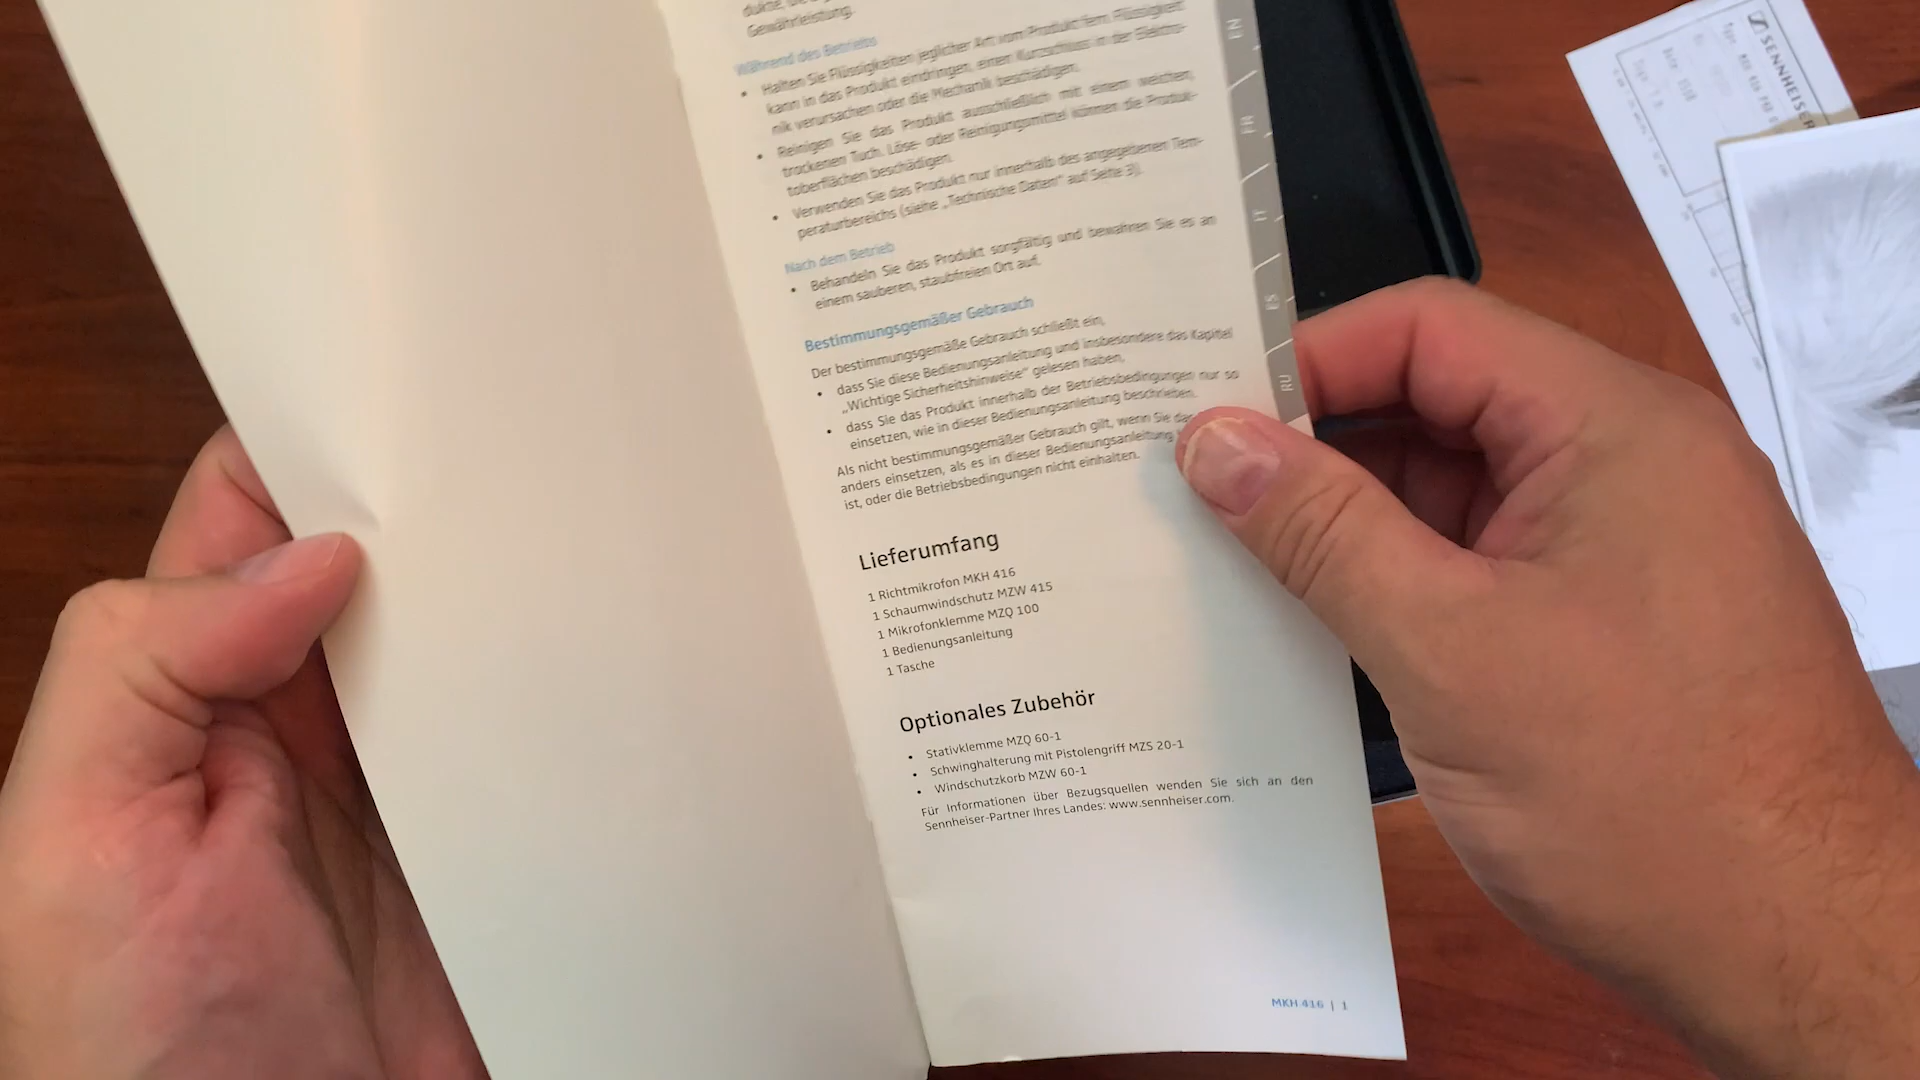 Gewährleistung.
Während des Betriebs
• Halten Sie Flüssigkeiten jeglicher Art vom Produkt fern. Flüssigkeit
kann in das Produkt eindringen, einen Kurzschluss in der Elektro-
nik verursachen oder die Mechanik beschädigen.
• Reinigen Sie das Produkt ausschließlich mit einem weichen,
trockenen Tuch. Löse- oder Reinigungsmittel können die Produk-
toberflächen beschädigen.
• Verwenden Sie das Produkt nur innerhalb des angegebenen Tem-
peraturbereichs (siehe „Technische Daten“ auf Seite 3).
Nach dem Betrieb
• Behandeln Sie das Produkt sorgfältig und bewahren Sie es an
einem sauberen, staubfreien Ort auf.
Bestimmungsgemäßer Gebrauch
Der bestimmungsgemäße Gebrauch schließt ein,
• dass Sie diese Bedienungsanleitung und insbesondere das Kapitel
„Wichtige Sicherheitshinweise“ gelesen haben,
• dass Sie das Produkt innerhalb der Betriebsbedingungen nur so
einsetzen, wie in dieser Bedienungsanleitung beschrieben.
Als nicht bestimmungsgemäßer Gebrauch gilt, wenn Sie das
anders einsetzen, als es in dieser Bedienungsanleitung
ist, oder die Betriebsbedingungen nicht einhalten.
Lieferumfang
1 Richtmikrofon MKH 416
1 Schaumwindschutz MZW 415
1 Mikrofonklemme MZQ 100
1 Bedienungsanleitung
1 Tasche
Optionales Zubehör
• Stativklemme MZQ 60-1
• Schwinghalterung mit Pistolengriff MZS 20-1
• Windschutzkorb MZW 60-1
Für Informationen über Bezugsquellen wenden Sie sich an den
Sennheiser-Partner Ihres Landes: www.sennheiser.com.
MKH 416 | 1
EN
FR
IT
ES
RU
SENNHEISER